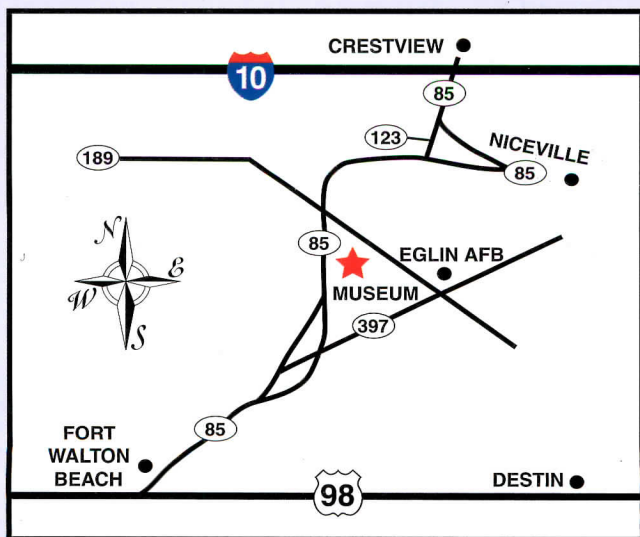 CRESTVIEW
10
85
123
NICEVILLE
189
85
N
85
EGLIN AFB
W
E
MUSEUM
S
397
85
FORT
WALTON
BEACH
98
DESTIN